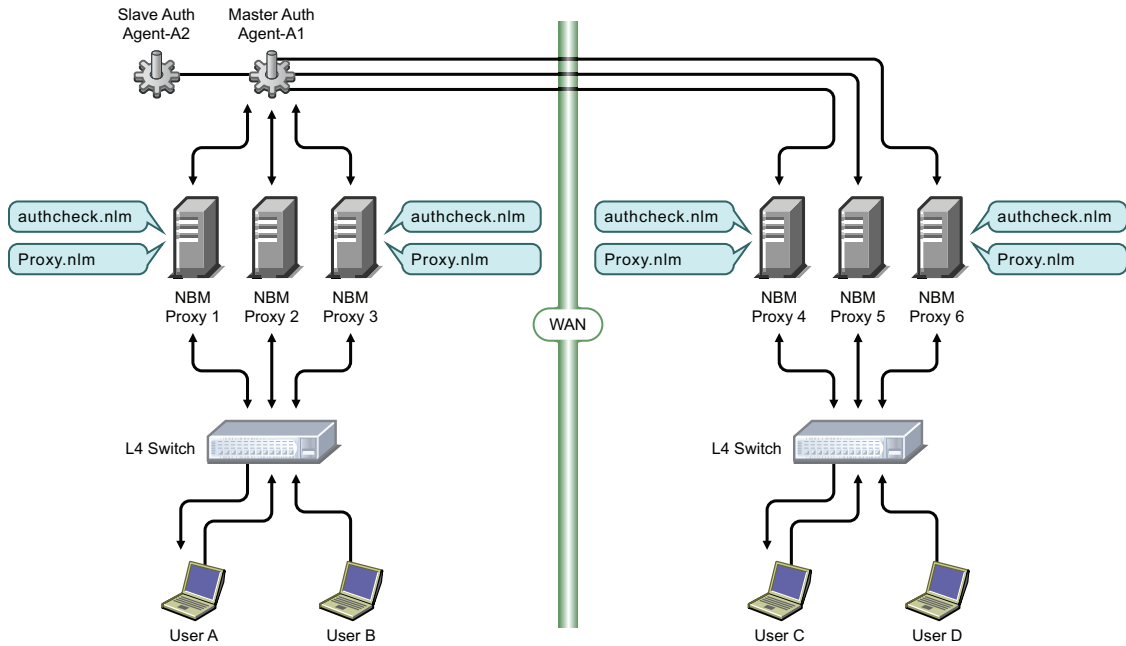 Slave Auth
Agent-A2
Master Auth
Agent-A1
authcheck.nlm
Proxy.nlm
authcheck.nlm
Proxy.nlm
authcheck.nlm
Proxy.nlm
authcheck.nlm
Proxy.nlm
NBM
Proxy 1
NBM
Proxy 2
NBM
Proxy 3
WAN
NBM
Proxy 4
NBM
Proxy 5
NBM
Proxy 6
L4 Switch
L4 Switch
User A
User B
User C
User D